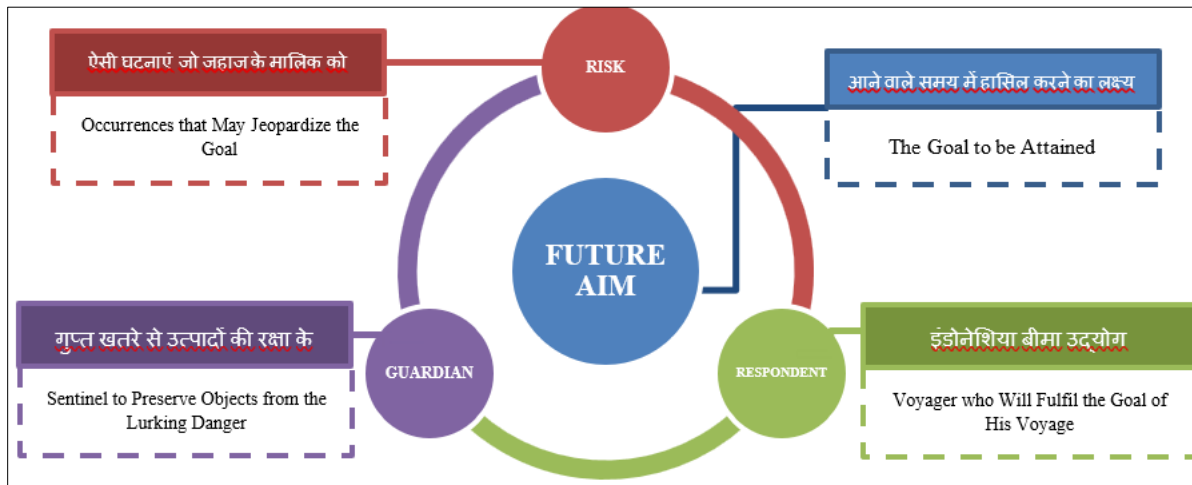 ऐसी घटनाएं जो जहाज के मालिक को
Occurrences that May Jeopardize the
Goal
RISK
आने वाले समय में हासिल करने का लक्ष्य
The Goal to be Attained
FUTURE
AIM
गुप्त खतरे से उत्पादों की रक्षा के
Sentinel to Preserve Objects from the
Lurking Danger
GUARDIAN
RESPONDENT
इंडोनेशिया बीमा उद्योग
Voyager who Will Fulfil the Goal of
His Voyage